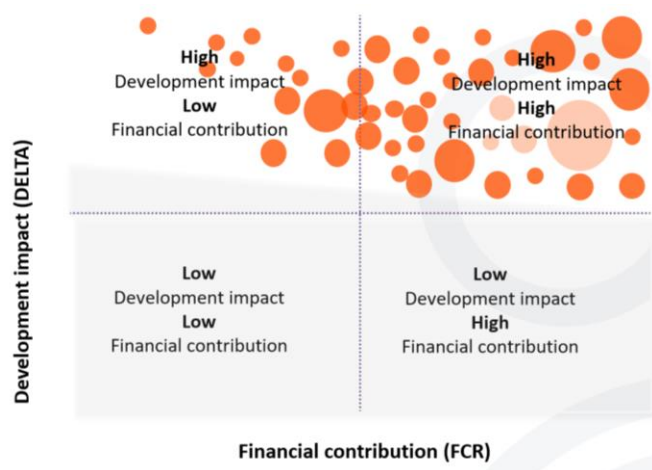 High
Development impact
Low
Financial contribution
High
Development impact
High
Financial contribution
Low
Development impact
Low
Financial contribution
Low
Development impact
High
Financial contribution
Development impact (DELTA)
Financial contribution (FCR)